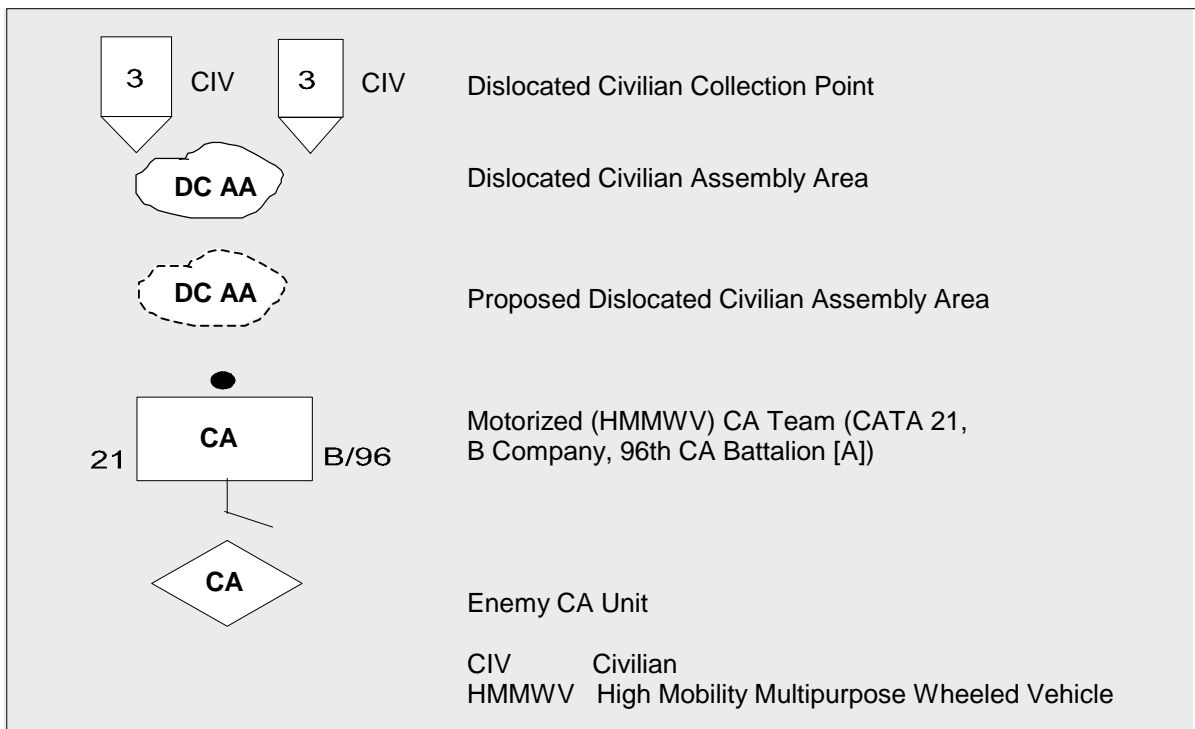 3 CIV 3 CIV Dislocated Civilian Collection Point
DC AA Dislocated Civilian Assembly Area
DC AA Proposed Dislocated Civilian Assembly Area
21 CA B/96 Motorized (HMMWV) CA Team (CATA 21,
B Company, 96th CA Battalion [A])
CA
Enemy CA Unit
CIV Civilian
HMMWV High Mobility Multipurpose Wheeled Vehicle